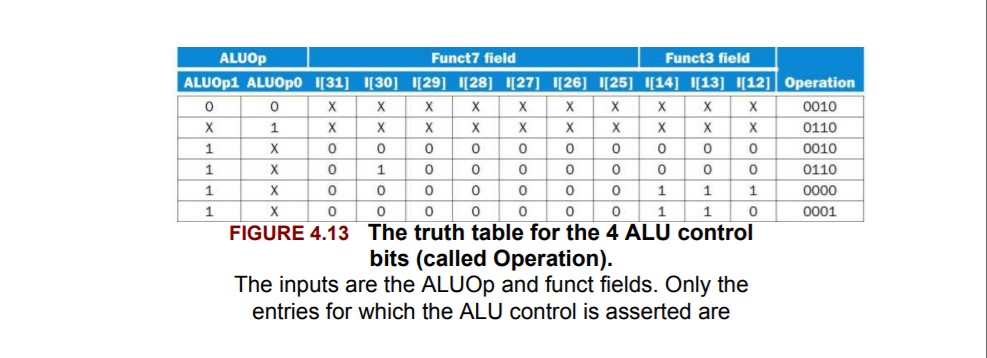 ALUOp Funct7 field Funct3 field
ALUOp1 ALUOp0 I[31] I[30] I[29] I[28] I[27] I[26] I[25] I[14] I[13] I[12] Operation
0 0 X X X X X X X X X X 0010
X 1 X X X X X X X X X X 0110
1 X 0 0 0 0 0 0 0 0 0 0 0010
1 X 0 1 0 0 0 0 0 0 0 0 0110
1 X 0 0 0 0 0 0 0 1 1 1 0000
1 X 0 0 0 0 0 0 0 1 1 0 0001
FIGURE 4.13 The truth table for the 4 ALU control
bits (called Operation).
The inputs are the ALUOp and funct fields. Only the
entries for which the ALU control is asserted are